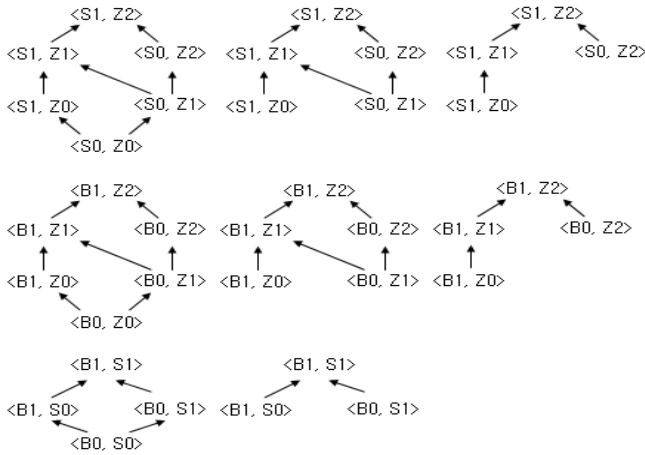 <S1, Z2> <S1, Z2> <S1, Z2>
<S1, Z1> <S0, Z2> <S1, Z1> <S0, Z2> <S1, Z1> <S0, Z2>
<S1, Z0> <S0, Z1> <S1, Z0> <S0, Z1> <S1, Z0>
<S0, Z0>
<B1, Z2> <B1, Z2> <B1, Z2>
<B1, Z1> <B0, Z2> <B1, Z1> <B0, Z2> <B1, Z1> <B0, Z2>
<B1, Z0> <B0, Z1> <B1, Z0> <B0, Z1> <B1, Z0>
<B0, Z0>
<B1, S1> <B1, S1>
<B1, S0> <B0, S1> <B1, S0> <B0, S1>
<B0, S0>